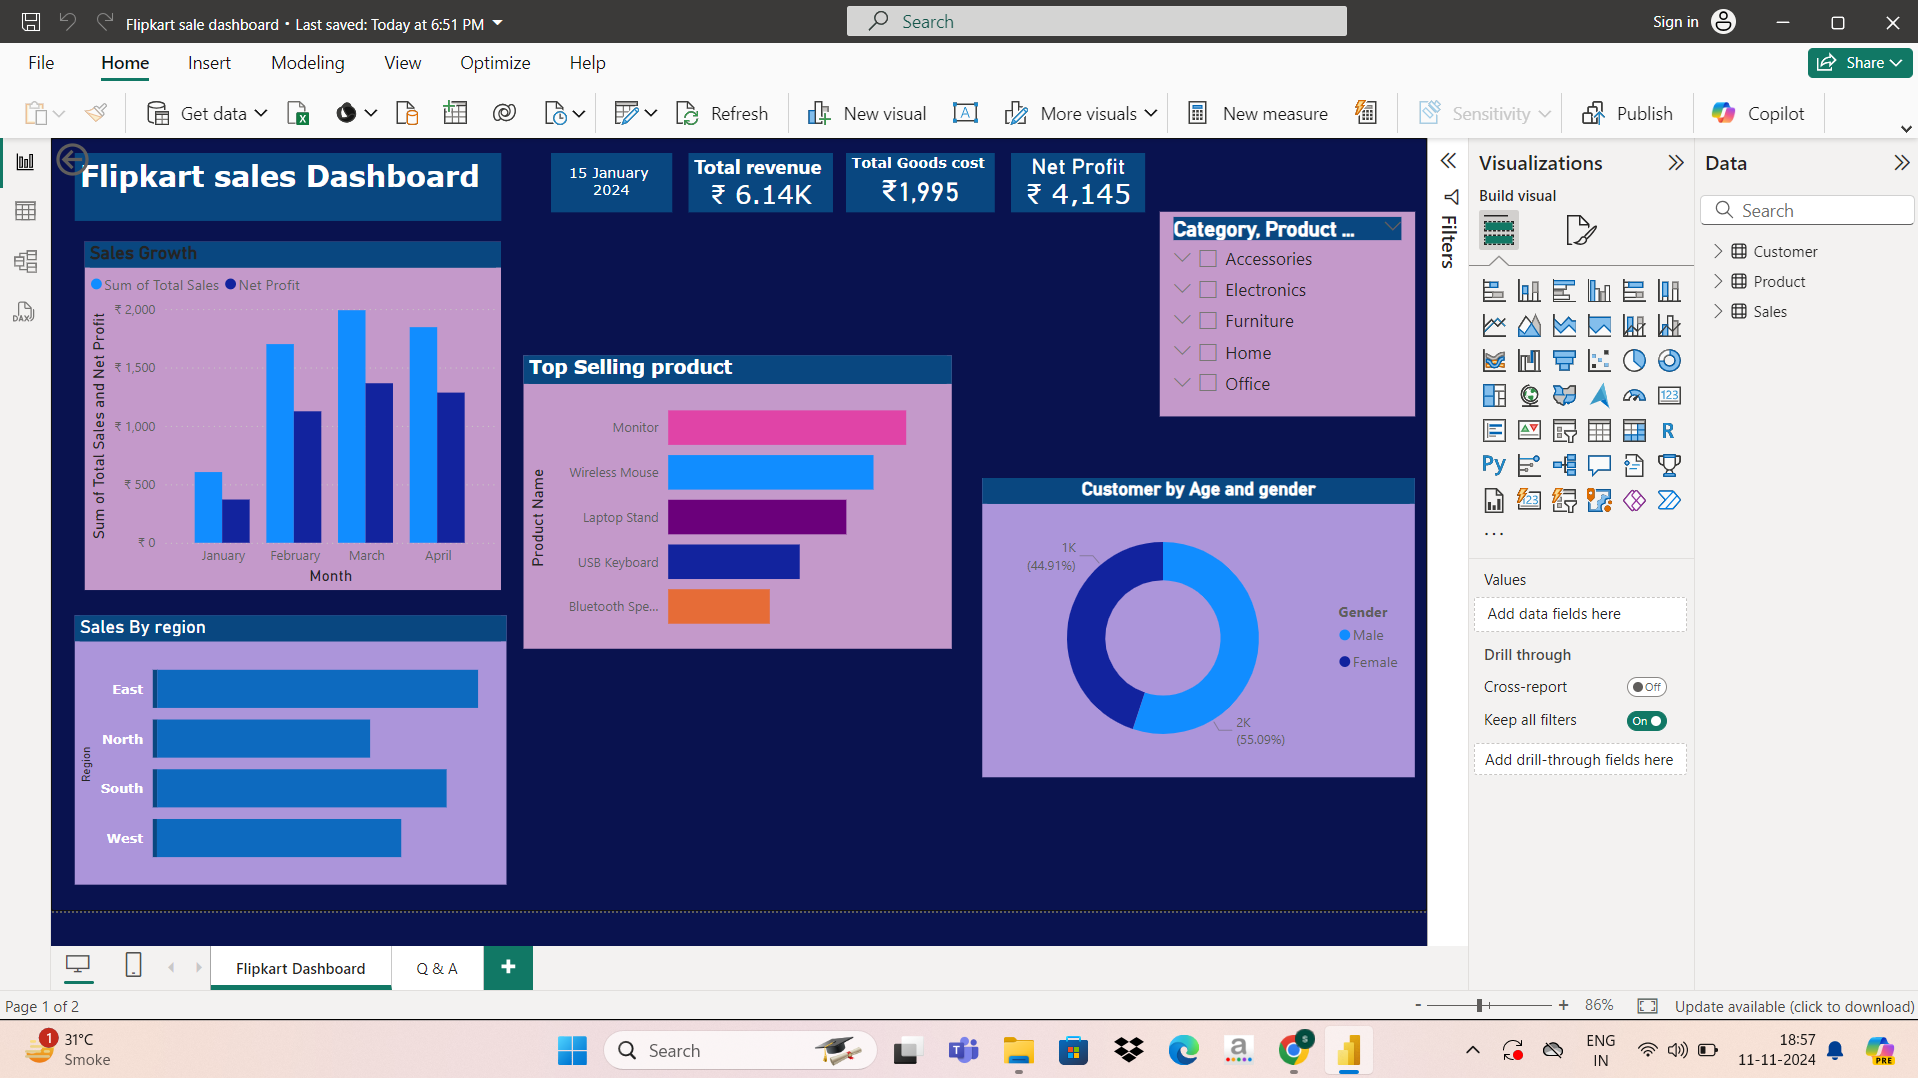 Flipkart sale dashboard • Last saved: Today at 6:51 PM
Search
Sign in
File Home Insert Modeling View Optimize Help
Share
Get data
Refresh
New visual
A
More visuals
New measure
Sensitivity
Publish
Copilot
Flipkart sales Dashboard
15 January
2024
Total revenue
₹ 6.14K
Total Goods cost
₹1,995
Net Profit
₹ 4,145
Category, Product ...
Accessories
Electronics
Furniture
Home
Office
Sales Growth
Sum of Total Sales Net Profit
Sum of Total Sales and Net Profit
₹ 2,000
₹ 1,500
₹ 1,000
₹ 500
₹ 0
January February March April
Month
Top Selling product
Product Name
Monitor
Wireless Mouse
Laptop Stand
USB Keyboard
Bluetooth Spe...
Customer by Age and gender
1K
(44.91%)
2K
(55.09%)
Gender
Male
Female
Sales By region
Region
East
North
South
West
Filters
Visualizations
Build visual
123
R
Py
123
...
Values
Add data fields here
Drill through
Cross-report
Off
Keep all filters
On
Add drill-through fields here
Data
Search
Customer
Product
Sales
DAX
Flipkart Dashboard
Q & A
+
Page 1 of 2
- + 86%
Update available (click to download)
1
31°C
Smoke
Search
a
S
ENG
IN
18:57
11-11-2024
PRE